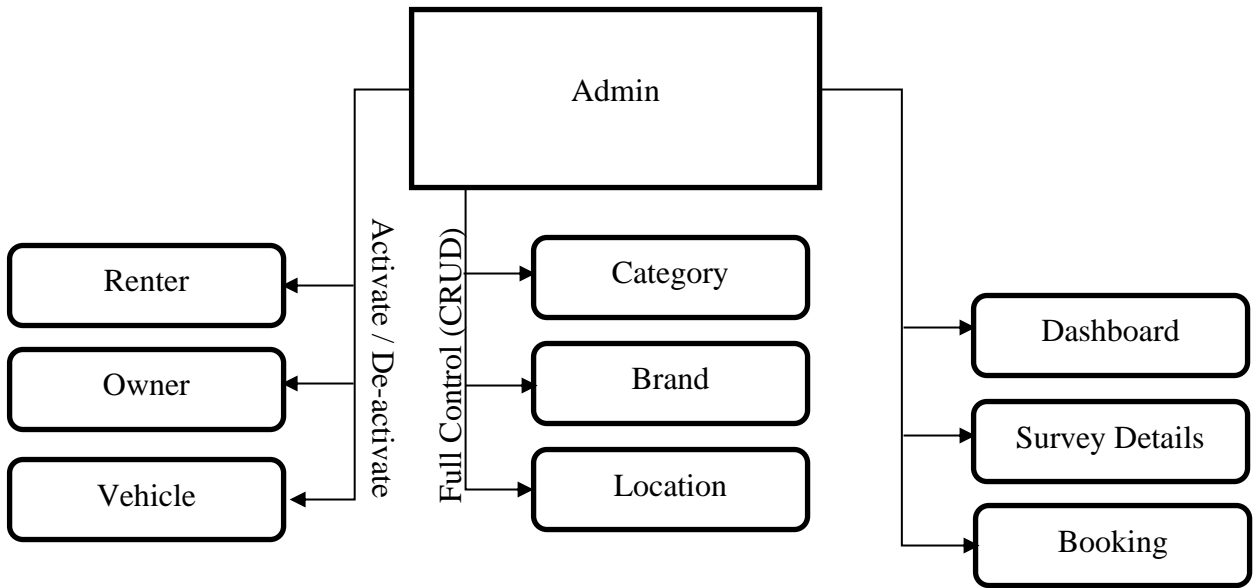 Admin
Activate / De-activate
Renter
Owner
Vehicle
Full Control (CRUD)
Category
Brand
Location
Dashboard
Survey Details
Booking